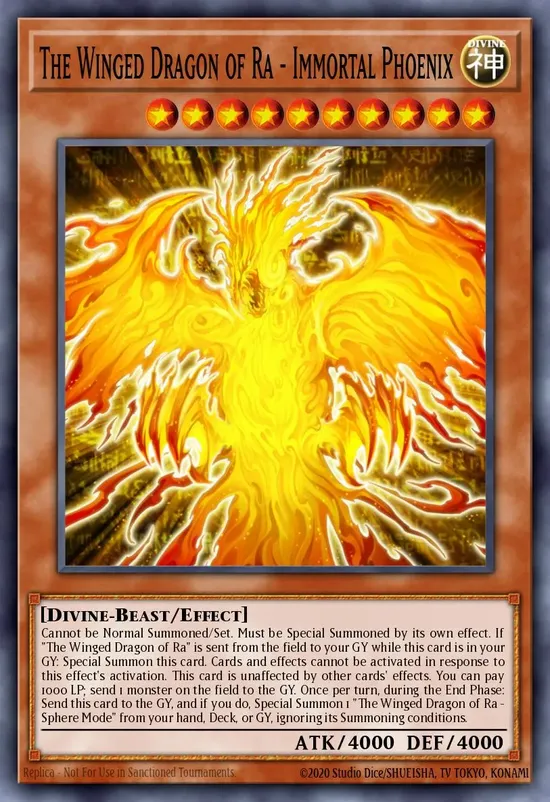 The Winged Dragon of Ra - Immortal Phoenix
DIVINE
神
[Divine-Beast/Effect]
Cannot be Normal Summoned/Set. Must be Special Summoned by its own effect. If
"The Winged Dragon of Ra" is sent from the field to your GY while this card is in your
GY: Special Summon this card. Cards and effects cannot be activated in response to
this effect's activation. This card is unaffected by other cards' effects. You can pay
1000 LP; send 1 monster on the field to the GY. Once per turn, during the End Phase:
Send this card to the GY, and if you do, Special Summon 1 "The Winged Dragon of Ra -
Sphere Mode" from your hand, Deck, or GY, ignoring its Summoning conditions.
ATK/4000 DEF/4000
Replica - Not For Use in Sanctioned Tournaments
©2020 Studio Dice/SHUEISHA, TV TOKYO, KONAMI